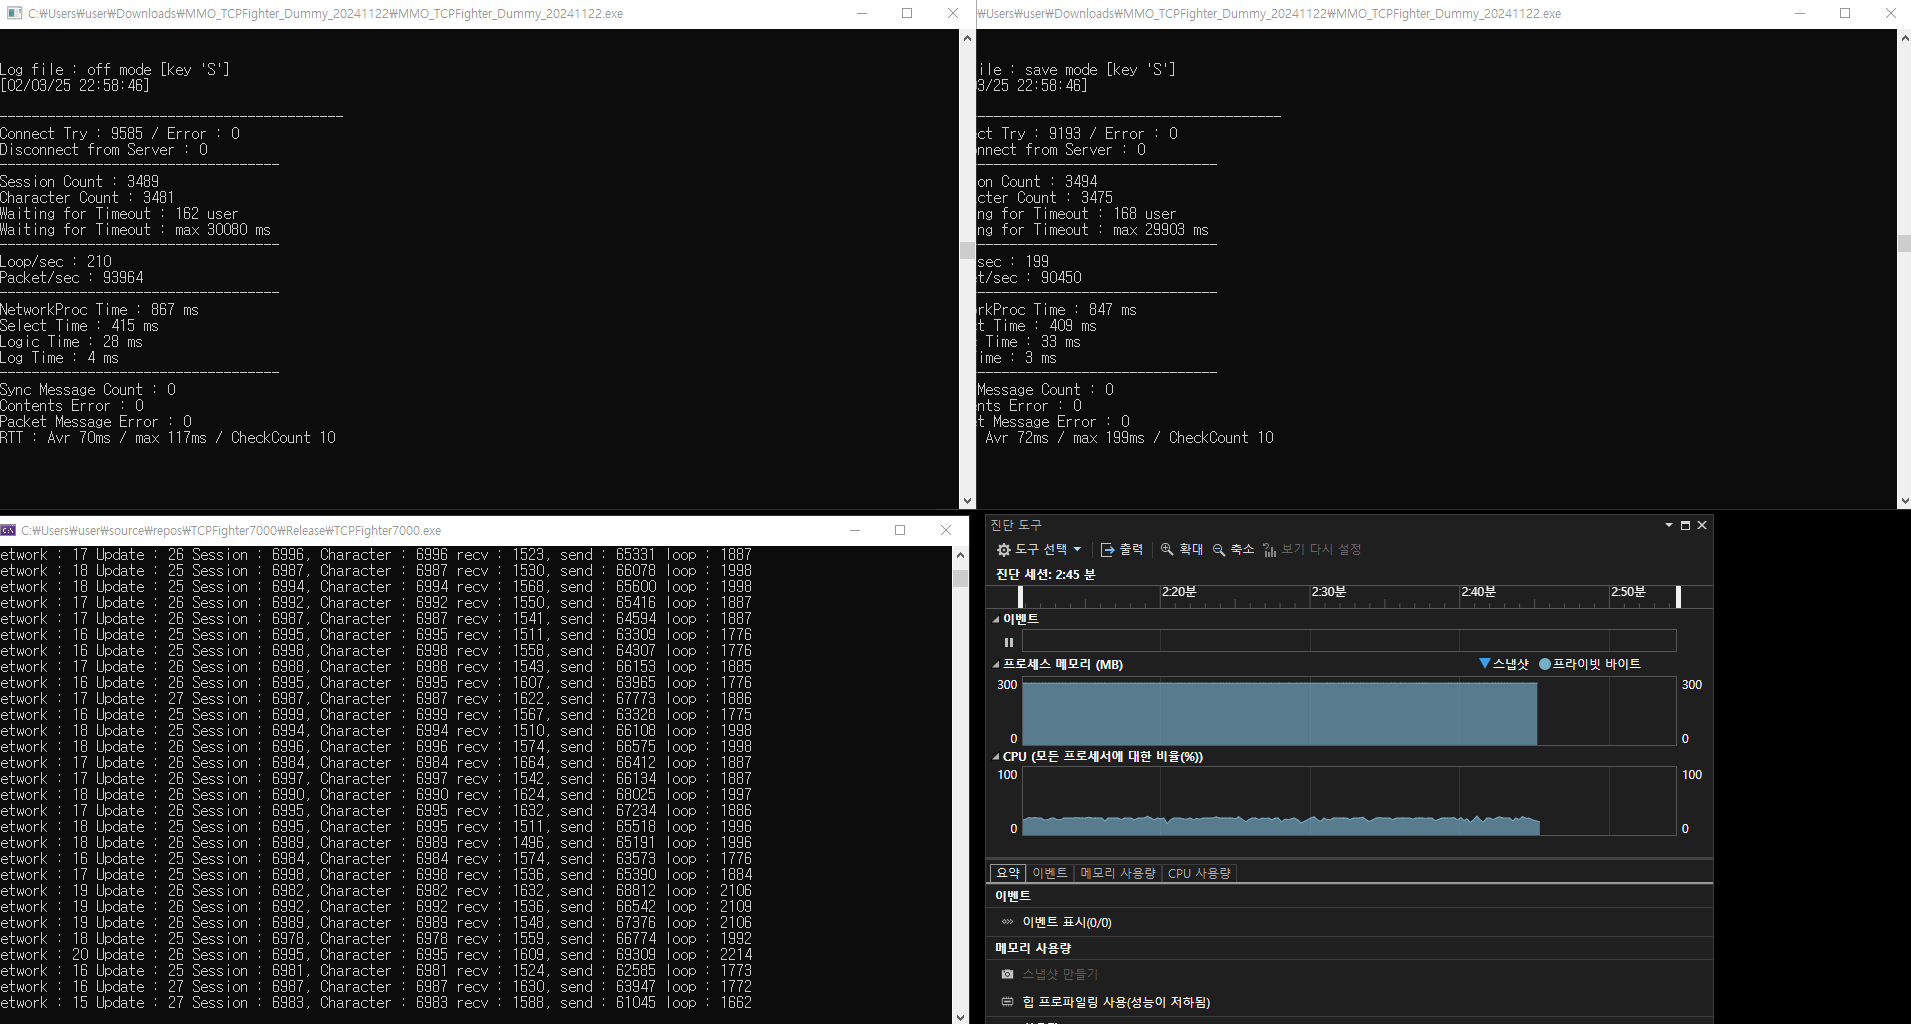 C:₩Users₩user₩Downloads₩MMO_TCPFighter_Dummy_20241122₩MMO_TCPFighter_Dummy_20241122.exe
Log file : off mode [key 'S']
[02/03/25 22:58:46]
-------------------------------------------
Connect Try : 9585 / Error : 0
Disconnect from Server : 0
-----------------------------------
Session Count : 3489
Character Count : 3481
Waiting for Timeout : 162 user
Waiting for Timeout : max 30080 ms
-----------------------------------
Loop/sec : 210
Packet/sec : 93964
-----------------------------------
NetworkProc Time : 867 ms
Select Time : 415 ms
Logic Time : 28 ms
Log Time : 4 ms
-----------------------------------
Sync Message Count : 0
Contents Error : 0
Packet Message Error : 0
RTT : Avr 70ms / max 117ms / CheckCount 10
₩Users₩user₩Downloads₩MMO_TCPFighter_Dummy_20241122₩MMO_TCPFighter_Dummy_20241122.exe
ile : save mode [key 'S']
3/25 22:58:46]
--------------------------------------
ct Try : 9193 / Error : 0
nnect from Server : 0
------------------------------
on Count : 3494
cter Count : 3475
ng for Timeout : 168 user
ng for Timeout : max 29903 ms
------------------------------
sec : 199
et/sec : 90450
------------------------------
rkProc Time : 847 ms
t Time : 409 ms
Time : 33 ms
ime : 3 ms
------------------------------
Message Count : 0
nts Error : 0
t Message Error : 0
Avr 72ms / max 199ms / CheckCount 10
C:₩Users₩user₩source₩repos₩TCPFighter7000₩Release₩TCPFighter7000.exe
etwork : 17 Update : 26 Session : 6996, Character : 6996 recv : 1523, send : 65331 loop : 1887
etwork : 18 Update : 25 Session : 6987, Character : 6987 recv : 1530, send : 66078 loop : 1998
etwork : 18 Update : 25 Session : 6994, Character : 6994 recv : 1568, send : 65600 loop : 1998
etwork : 17 Update : 26 Session : 6992, Character : 6992 recv : 1550, send : 65416 loop : 1887
etwork : 17 Update : 26 Session : 6987, Character : 6987 recv : 1541, send : 64594 loop : 1887
etwork : 16 Update : 25 Session : 6995, Character : 6995 recv : 1511, send : 63309 loop : 1776
etwork : 16 Update : 25 Session : 6998, Character : 6998 recv : 1558, send : 64307 loop : 1776
etwork : 17 Update : 26 Session : 6988, Character : 6988 recv : 1543, send : 66153 loop : 1885
etwork : 16 Update : 25 Session : 6995, Character : 6995 recv : 1607, send : 63965 loop : 1776
etwork : 17 Update : 27 Session : 6987, Character : 6987 recv : 1622, send : 67773 loop : 1886
etwork : 16 Update : 25 Session : 6999, Character : 6999 recv : 1567, send : 63328 loop : 1775
etwork : 18 Update : 25 Session : 6994, Character : 6994 recv : 1510, send : 66108 loop : 1998
etwork : 18 Update : 26 Session : 6996, Character : 6996 recv : 1574, send : 66575 loop : 1998
etwork : 17 Update : 26 Session : 6984, Character : 6984 recv : 1664, send : 66412 loop : 1887
etwork : 17 Update : 26 Session : 6997, Character : 6997 recv : 1542, send : 66134 loop : 1887
etwork : 18 Update : 26 Session : 6990, Character : 6990 recv : 1624, send : 68025 loop : 1997
etwork : 17 Update : 26 Session : 6995, Character : 6995 recv : 1632, send : 67234 loop : 1886
etwork : 18 Update : 25 Session : 6995, Character : 6995 recv : 1511, send : 65518 loop : 1996
etwork : 18 Update : 26 Session : 6989, Character : 6989 recv : 1496, send : 65191 loop : 1996
etwork : 16 Update : 25 Session : 6984, Character : 6984 recv : 1574, send : 63573 loop : 1776
etwork : 17 Update : 25 Session : 6998, Character : 6998 recv : 1536, send : 65390 loop : 1884
etwork : 19 Update : 26 Session : 6982, Character : 6982 recv : 1632, send : 68812 loop : 2106
etwork : 19 Update : 26 Session : 6992, Character : 6992 recv : 1536, send : 66542 loop : 2109
etwork : 19 Update : 26 Session : 6989, Character : 6989 recv : 1548, send : 67376 loop : 2106
etwork : 18 Update : 25 Session : 6978, Character : 6978 recv : 1559, send : 66774 loop : 1992
etwork : 20 Update : 26 Session : 6995, Character : 6995 recv : 1609, send : 69309 loop : 2214
etwork : 16 Update : 25 Session : 6981, Character : 6981 recv : 1524, send : 62585 loop : 1773
etwork : 16 Update : 27 Session : 6987, Character : 6987 recv : 1630, send : 63947 loop : 1772
etwork : 15 Update : 27 Session : 6983, Character : 6983 recv : 1588, send : 61045 loop : 1662
진단 도구
도구 선택 출력 확대 축소 보기 다시 설정
진단 세션: 2:45 분
2:20분 2:30분 2:40분 2:50분
이벤트
프로세스 메모리 (MB) 스냅샷 프라이빗 바이트
300 300
0 0
CPU (모든 프로세서에 대한 비율(%))
100 100
0 0
요약 이벤트 메모리 사용량 CPU 사용량
이벤트
이벤트 표시(0/0)
메모리 사용량
스냅샷 만들기
힙 프로파일링 사용(성능이 저하됨)